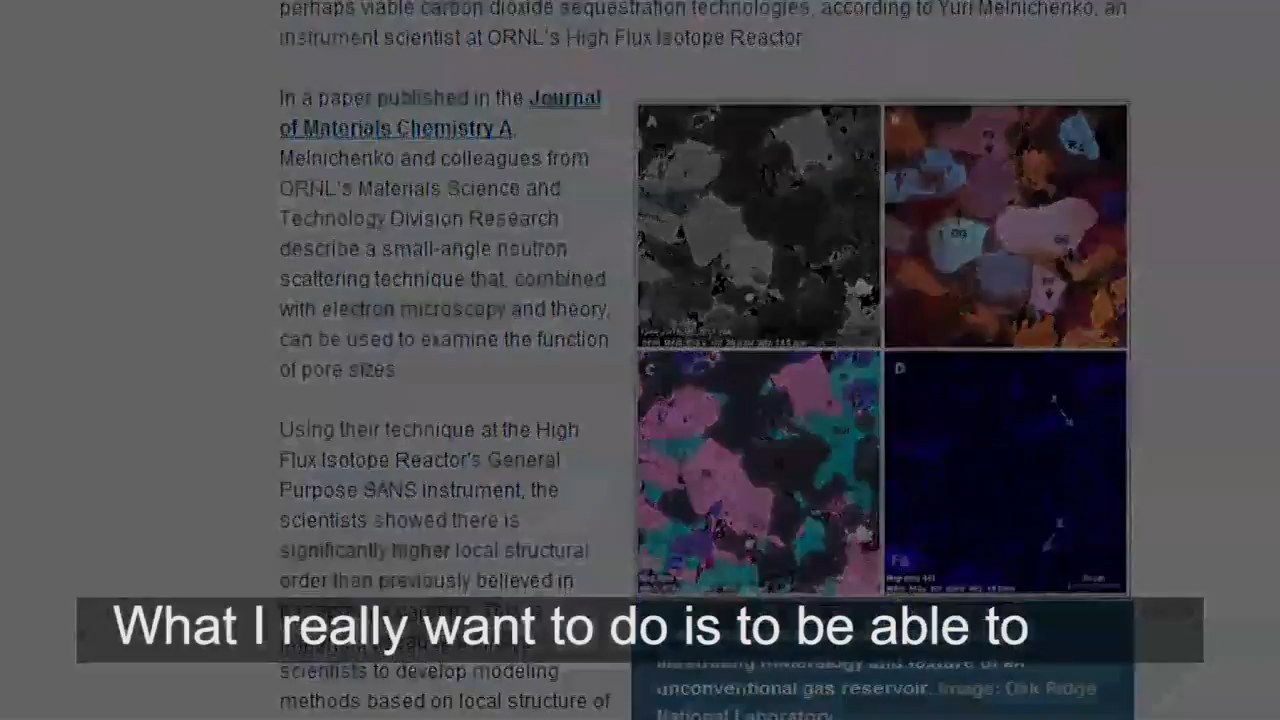 perhaps viable carbon dioxide sequestration technologies, according to Yuri Melnichenko, an
instrument scientist at ORNL's High Flux Isotope Reactor
In a paper published in the Journal
of Materials Chemistry A,
Melnichenko and colleagues from
ORNL's Materials Science and
Technology Division Research
describe a small-angle neutron
scattering technique that, combined
with electron microscopy and theory,
can be used to examine the function
of pore sizes
Using their technique at the High
Flux Isotope Reactor's General
Purpose SANS instrument, the
scientists showed there is
significantly higher local structural
order than previously believed in
What I really want to do is to be able to
scientists to develop modeling
methods based on local structure of
A
B
C
D
illustrating mineralogy and texture of an
unconventional gas reservoir. Image: Oak Ridge
National Laboratory